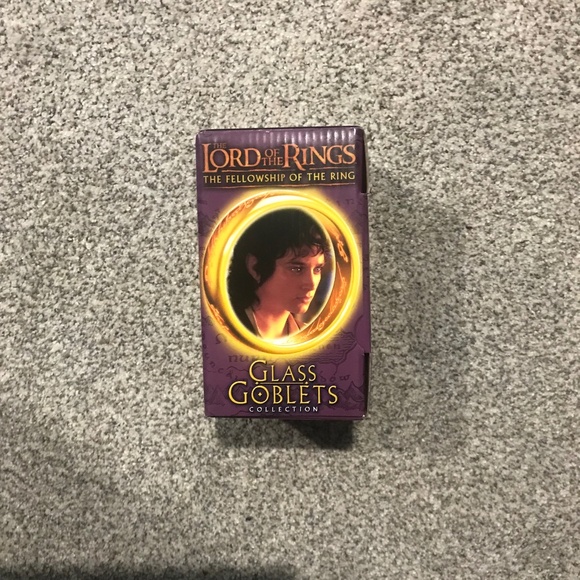 THE
LORD OF THE RINGS
THE FELLOWSHIP OF THE RING
GLASS
GOBLETS
COLLECTION